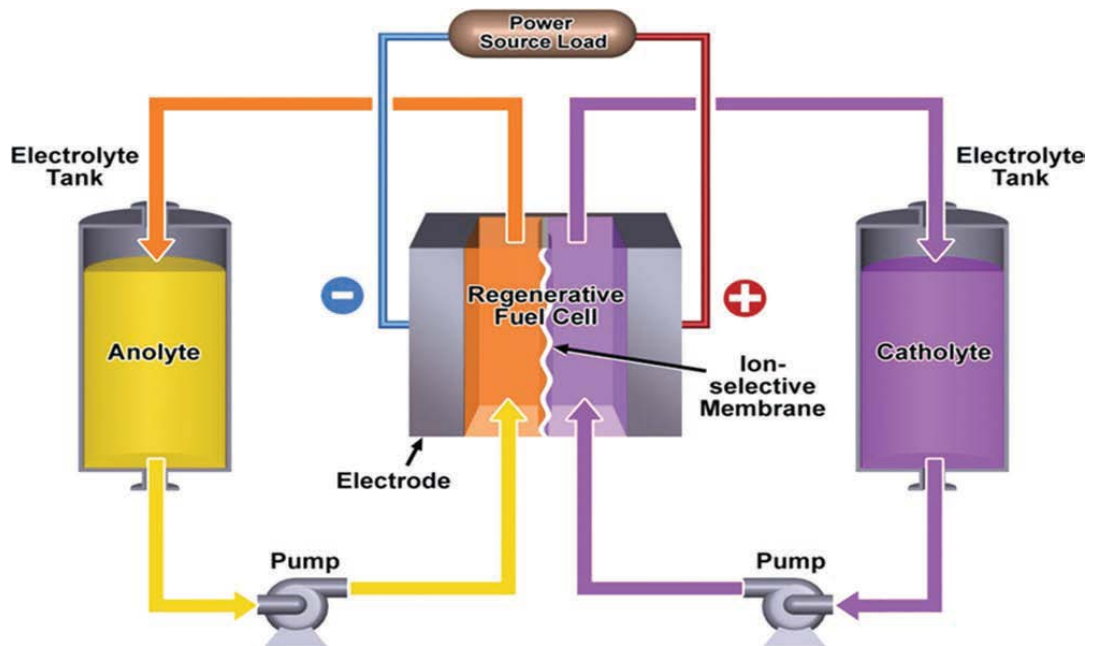 Power
Source Load
Electrolyte
Tank
Electrolyte
Tank
-
+
Regenerative
Fuel Cell
Anolyte
Catholyte
Ion-
selective
Membrane
Electrode
Pump
Pump